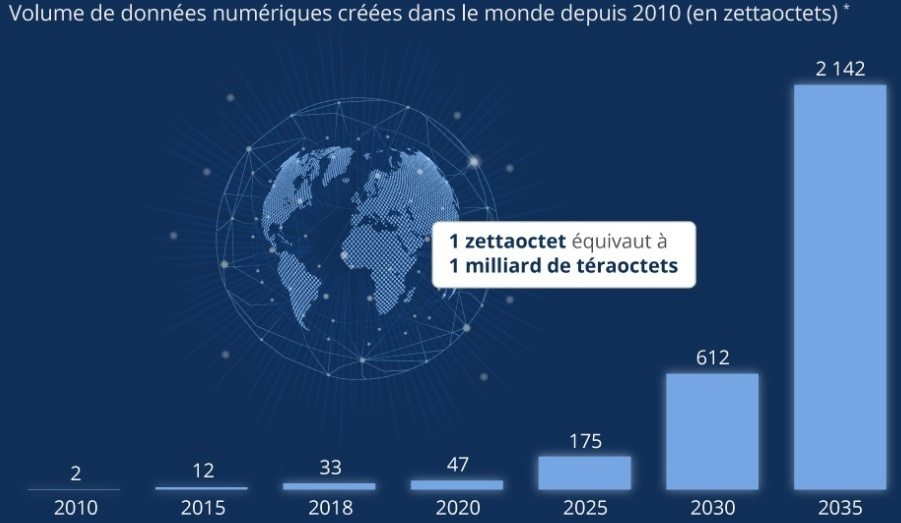 Volume de données numériques créées dans le monde depuis 2010 (en zettaoctets) *
2 142
1 zettaoctet équivaut à
1 milliard de téraoctets
612
175
47
33
12
2
2010 2015 2018 2020 2025 2030 2035